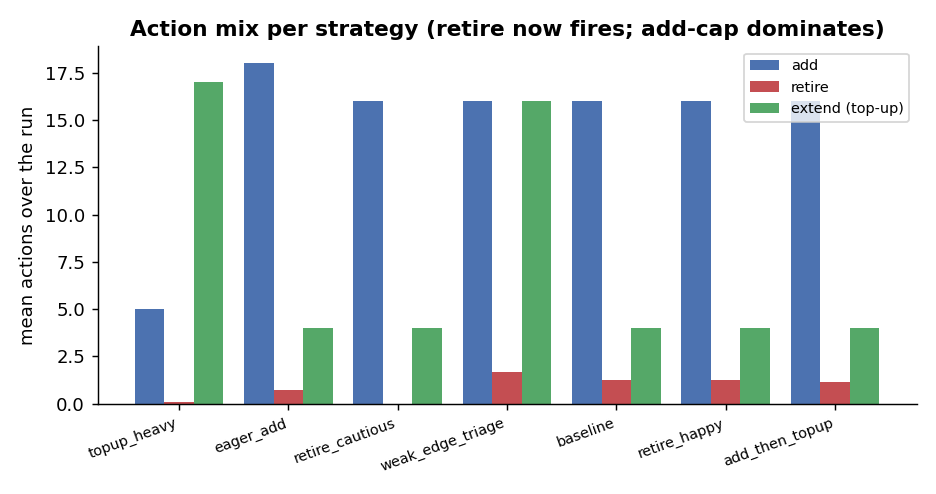 Action mix per strategy (retire now fires; add-cap dominates)
mean actions over the run
17.5
15.0
12.5
10.0
7.5
5.0
2.5
0.0
add
retire
extend (top-up)
topup_heavy
eager_add
retire_cautious
weak_edge_triage
baseline
retire_happy
add_then_topup